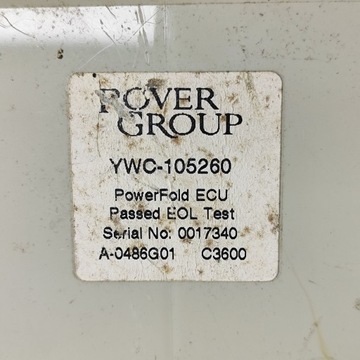 ROVER
GROUP
YWC-105260
PowerFold ECU
Passed EOL Test
Serial No: 0017340
A-0486G01 C3600